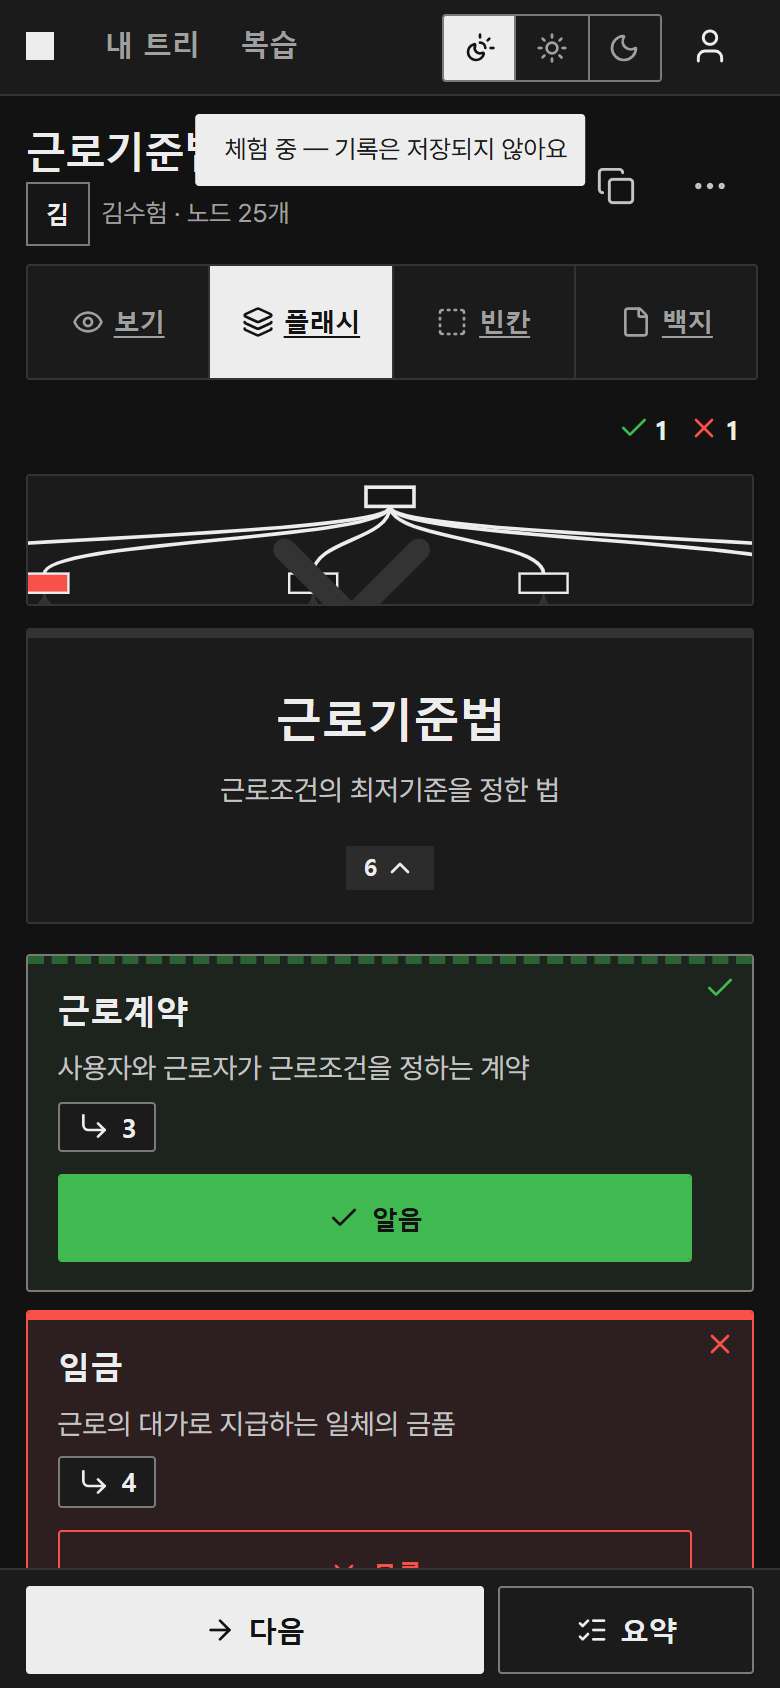 내 트리 복습
근로기준
체험 중 — 기록은 저장되지 않아요
김 김수험 · 노드 25개
보기 플래시 빈칸 백지
1 1
근로기준법
근로조건의 최저기준을 정한 법
6
근로계약
사용자와 근로자가 근로조건을 정하는 계약
3
알음
임금
근로의 대가로 지급하는 일체의 금품
4
다음 요약